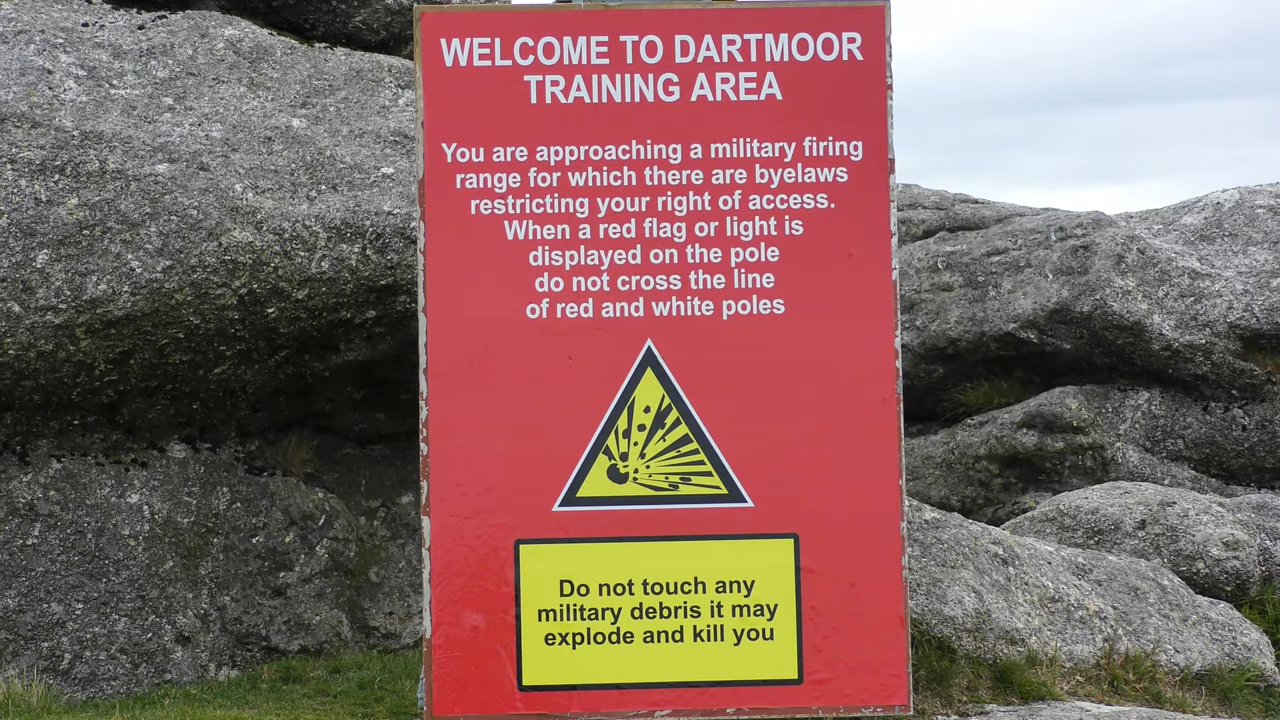 WELCOME TO DARTMOOR
TRAINING AREA
You are approaching a military firing
range for which there are byelaws
restricting your right of access.
When a red flag or light is
displayed on the pole
do not cross the line
of red and white poles
Do not touch any
military debris it may
explode and kill you